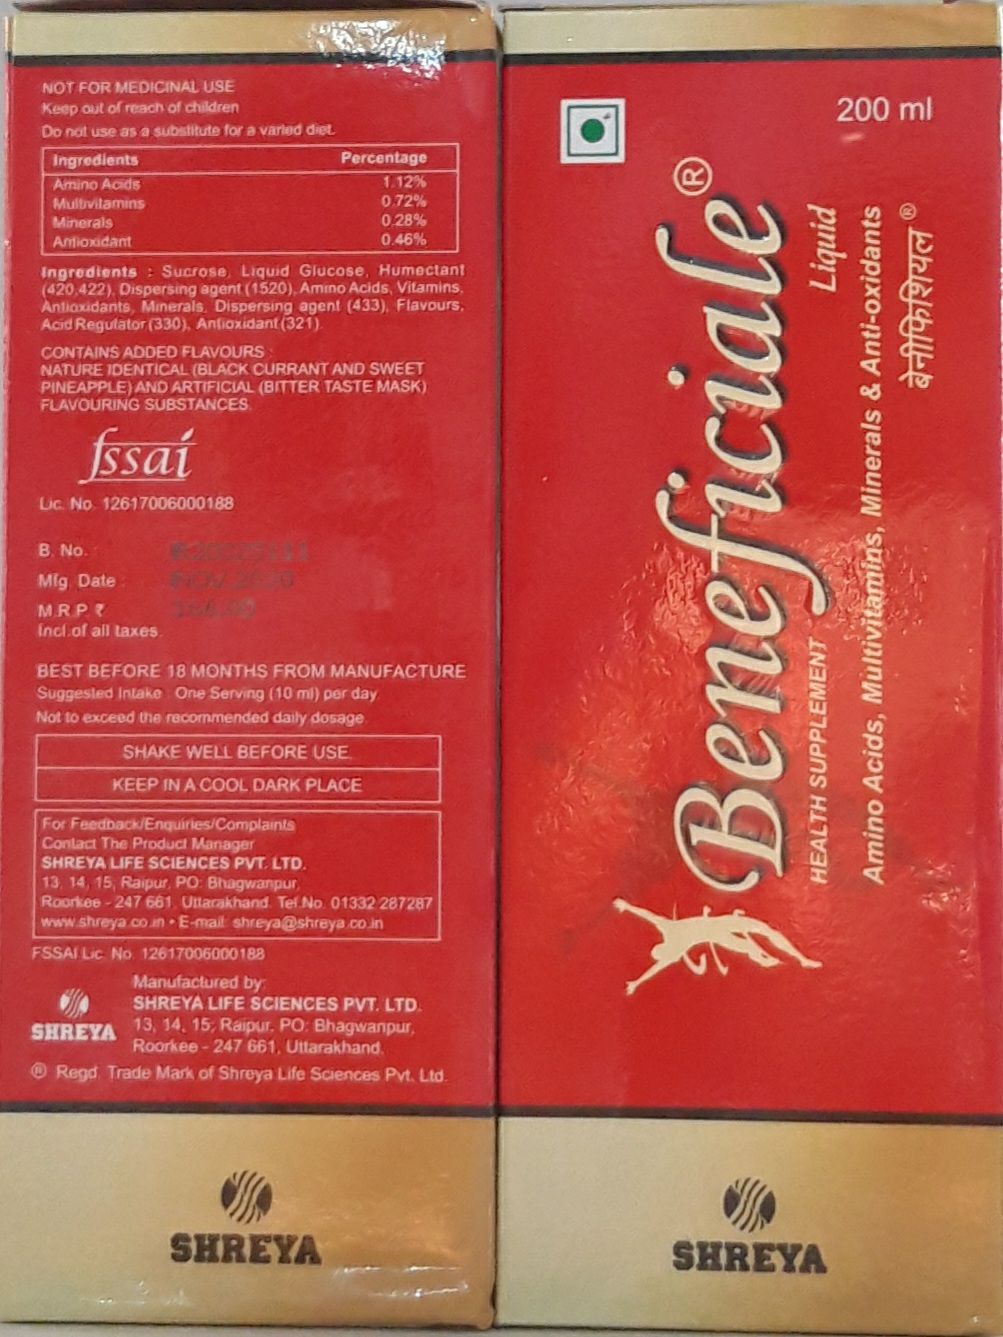 NOT FOR MEDICINAL USE
Keep out of reach of children
Do not use as a substitute for a varied diet.
Ingredients Percentage
Amino Acids 1.12%
Multivitamins 0.72%
Minerals 0.28%
Antioxidant 0.46%
Ingredients : Sucrose, Liquid Glucose, Humectant
(420,422), Dispersing agent (1520), Amino Acids, Vitamins,
Antioxidants, Minerals, Dispersing agent (433), Flavours,
Acid Regulator (330), Antioxidant (321).
CONTAINS ADDED FLAVOURS :
NATURE IDENTICAL (BLACK CURRANT AND SWEET
PINEAPPLE) AND ARTIFICIAL (BITTER TASTE MASK)
FLAVOURING SUBSTANCES.
fssai
Lic. No. 12617006000188
B. No. :
Mfg. Date : NOV.2020
M.R.P. ₹
Incl.of all taxes.
BEST BEFORE 18 MONTHS FROM MANUFACTURE
Suggested Intake : One Serving (10 ml) per day
Not to exceed the recommended daily dosage.
SHAKE WELL BEFORE USE.
KEEP IN A COOL DARK PLACE
For Feedback/Enquiries/Complaints
Contact The Product Manager
SHREYA LIFE SCIENCES PVT. LTD.
13, 14, 15, Raipur, PO: Bhagwanpur,
Roorkee - 247 661, Uttarakhand. Tel.No. 01332 287287
www.shreya.co.in • E-mail: shreya@shreya.co.in
FSSAI Lic. No. 12617006000188
Manufactured by:
SHREYA LIFE SCIENCES PVT. LTD.
13, 14, 15, Raipur, PO: Bhagwanpur,
Roorkee - 247 661, Uttarakhand.
SHREYA
® Regd. Trade Mark of Shreya Life Sciences Pvt. Ltd.
SHREYA
200 ml
Beneficiale®
Liquid
HEALTH SUPPLEMENT
Amino Acids, Multivitamins, Minerals & Anti-oxidants
बेनीफिशियल®
SHREYA